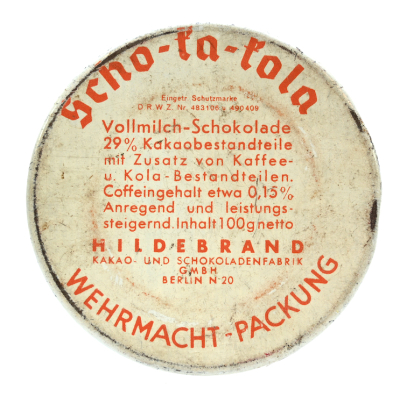 Scho-ka-kola
Eingetr. Schutzmarke
D.R.W.Z. Nr. 483106 u. 490409
Vollmilch-Schokolade
29% Kakaobestandteile
mit Zusatz von Kaffee-
u. Kola-Bestandteilen.
Coffeingehalt etwa 0,15%
Anregend und leistungs-
steigernd. Inhalt 100g netto
HILDEBRAND
KAKAO- UND SCHOKOLADENFABRIK
GMBH
BERLIN N 20
WEHRMACHT-PACKUNG